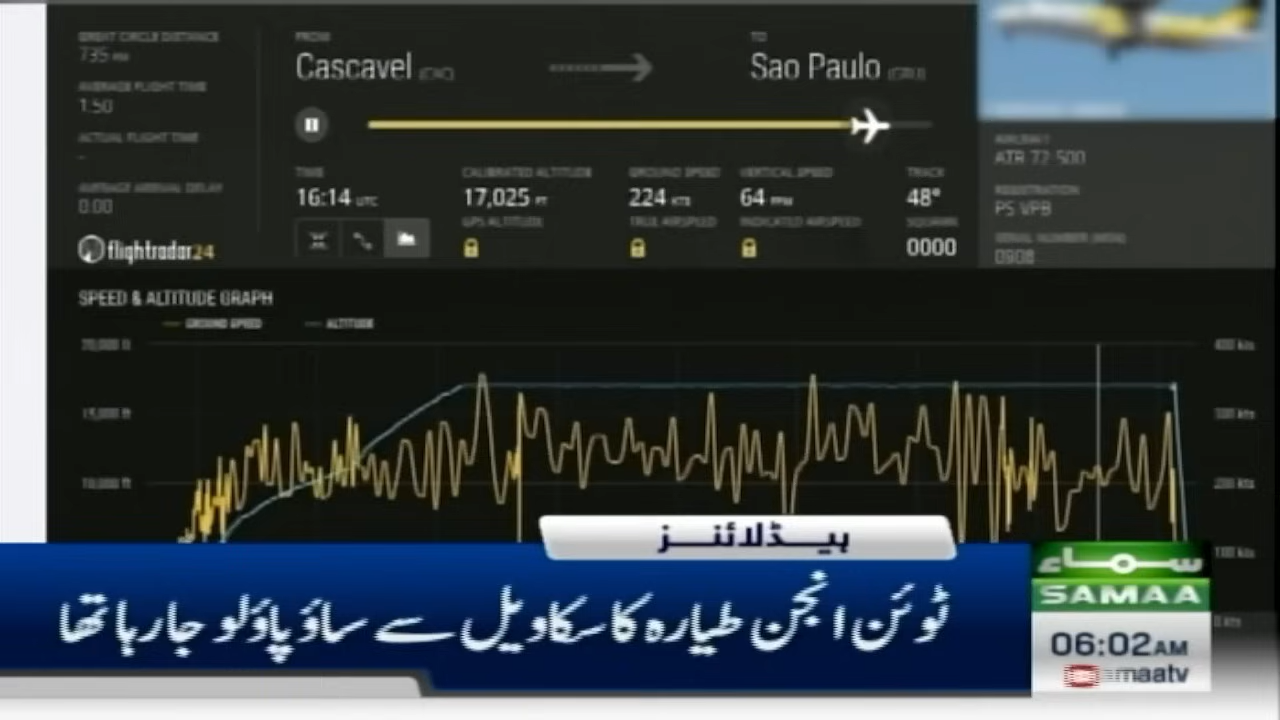 GREAT CIRCLE DISTANCE
735
AVERAGE FLIGHT TIME
1.50
ACTUAL FLIGHT TIME
-
AVERAGE ARRIVAL DELAY
0.00
flightradar24
FROM
Cascavel (CAC)
TO
Sao Paulo (GRU)
TIME
16:14 UTC
CALIBRATED ALTITUDE
17,025 FT
GPS ALTITUDE
GROUND SPEED
224 KTS
TRUE AIRSPEED
VERTICAL SPEED
64 FPM
INDICATED AIRSPEED
TRACK
48°
SQUAWK
0000
AIRCRAFT
ATR 72 500
REGISTRATION
PS VPB
SERIAL NUMBER (MSN)
0908
SPEED & ALTITUDE GRAPH
GROUND SPEED ALTITUDE
20,000 ft
15,000 ft
10,000 ft
400 kts
300 kts
200 kts
100 kts
0 kts
ہیڈلائنز
ٹوئن انجن طیارہ کاسکاویل سے ساؤ پاؤلو جارہا تھا
سماء
SAMAA
06:02AM
maatv